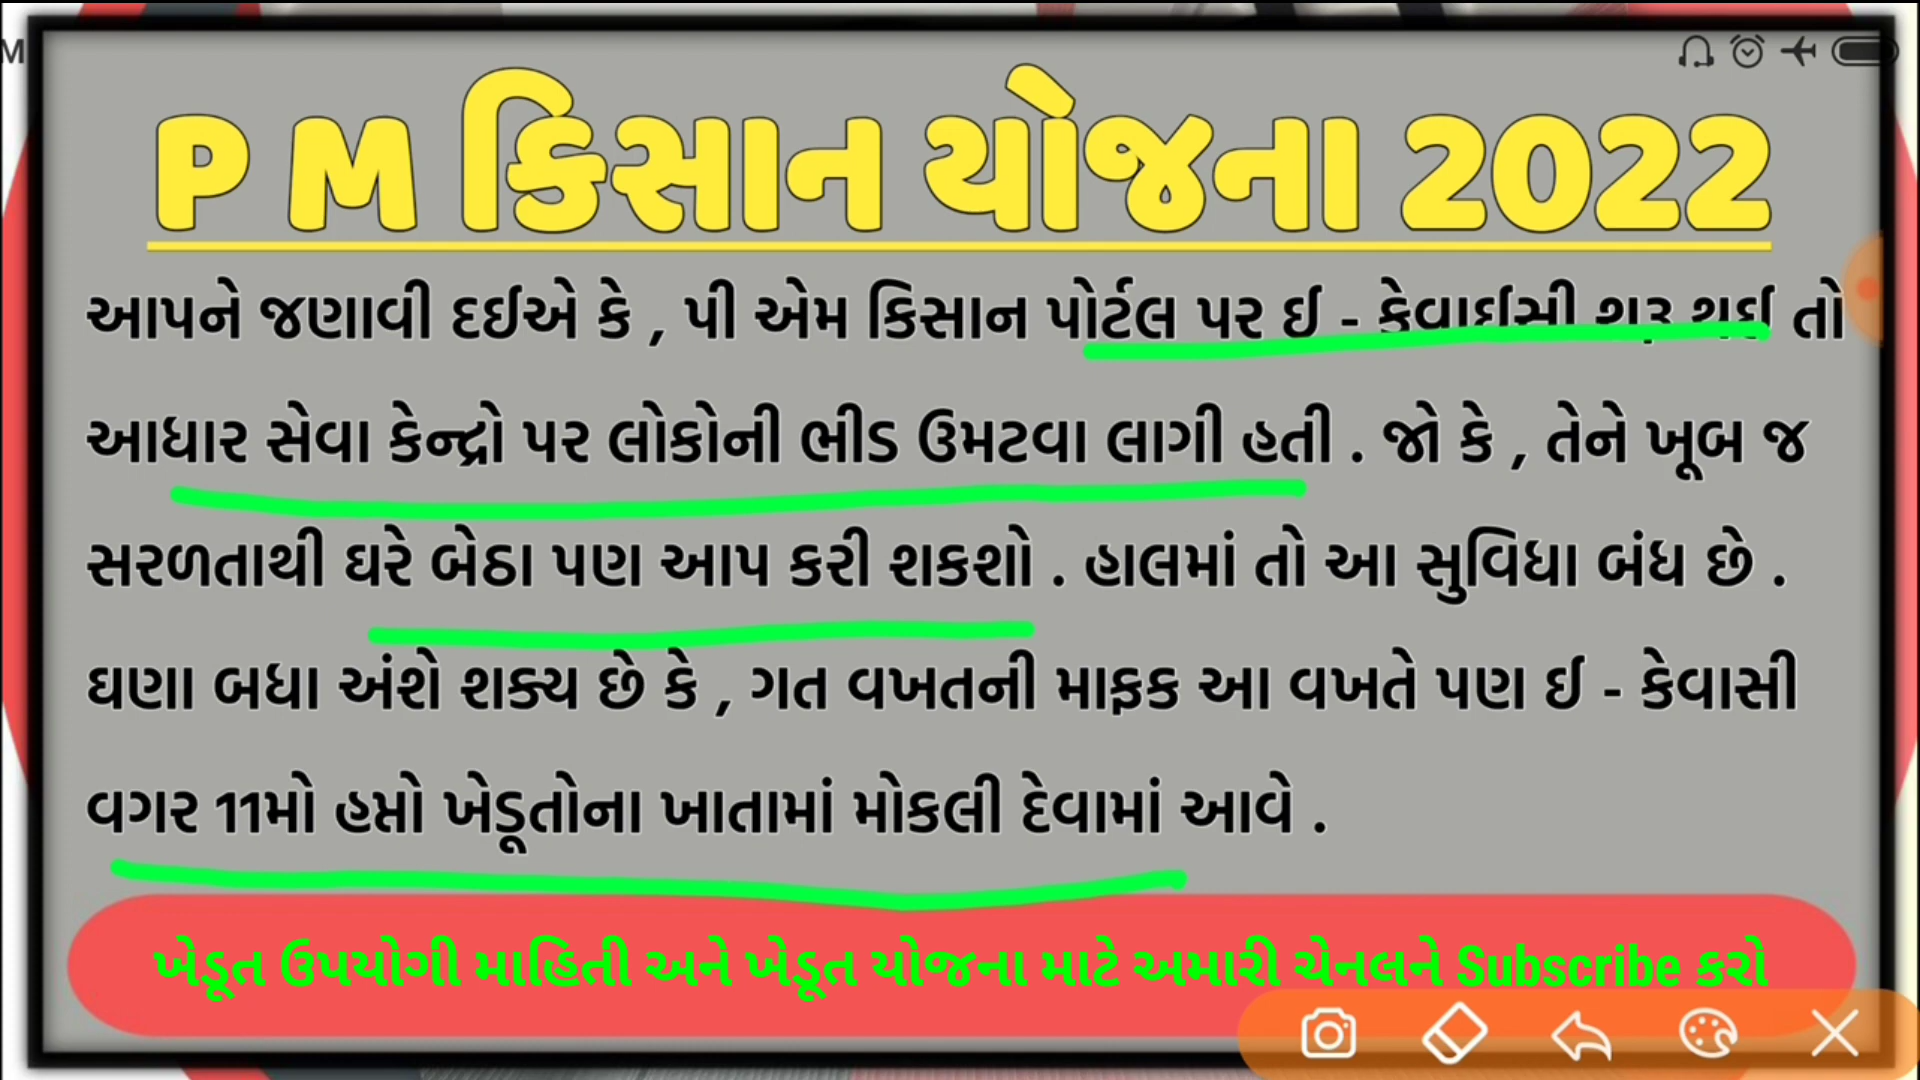 M
P M કિસાન યોજના 2022
આપને જણાવી દઈએ કે , પી એમ કિસાન પોર્ટલ પર ઈ - કેવાઈસી શરૂ થઈ તો
આધાર સેવા કેન્દ્રો પર લોકોની ભીડ ઉમટવા લાગી હતી . જો કે , તેને ખૂબ જ
સરળતાથી ઘરે બેઠા પણ આપ કરી શકશો . હાલમાં તો આ સુવિધા બંધ છે .
ઘણા બધા અંશે શક્ય છે કે , ગત વખતની માફક આ વખતે પણ ઈ - કેવાસી
વગર 11મો હપ્તો ખેડૂતોના ખાતામાં મોકલી દેવામાં આવે .
ખેડૂત ઉપયોગી માહિતી અને ખેડૂત યોજના માટે અમારી ચેનલને Subscribe કરો